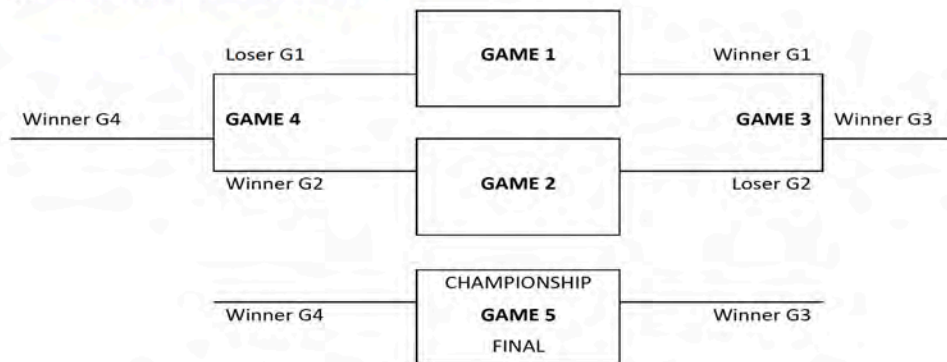 Loser G1
GAME 1
Winner G1
Winner G4
GAME 4
GAME 3
Winner G3
Winner G2
GAME 2
Loser G2
CHAMPIONSHIP
Winner G4
GAME 5
Winner G3
FINAL